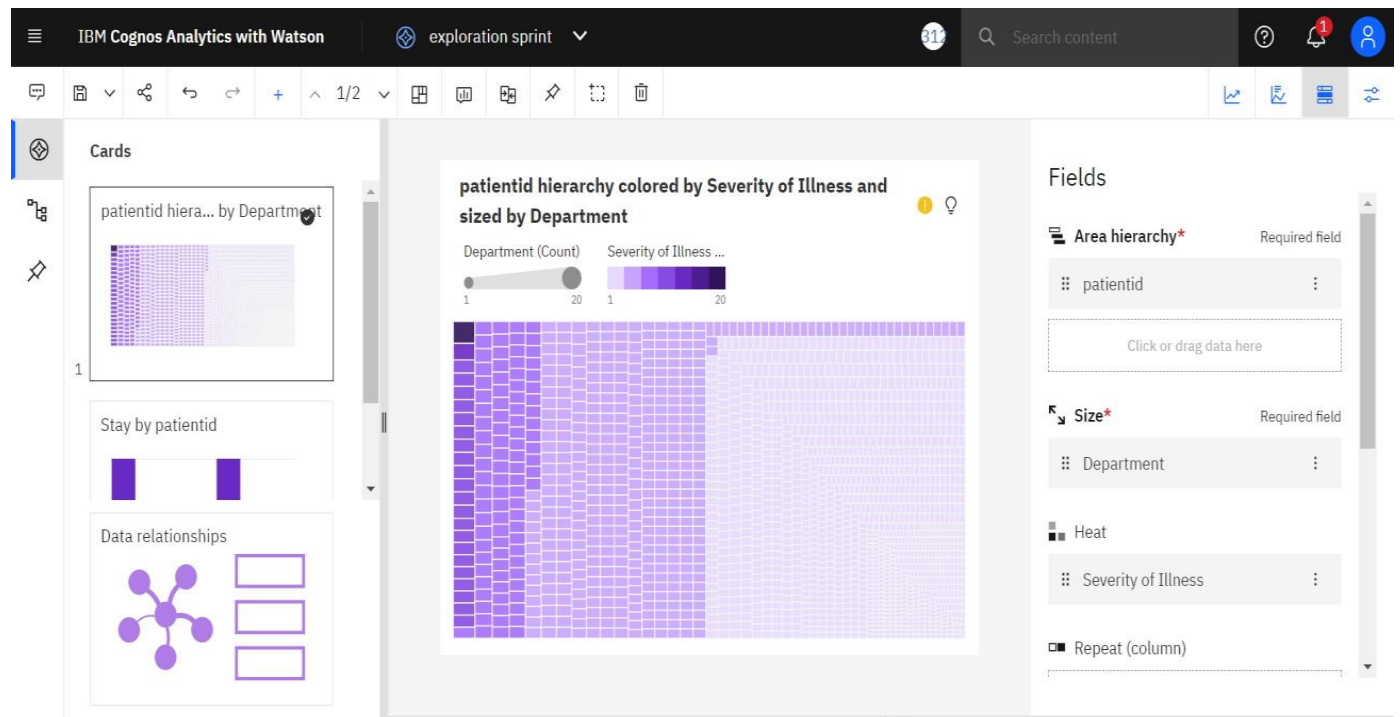 IBM Cognos Analytics with Watson
exploration sprint
312
Search content
1
1/2
Cards
patientid hiera... by Department
1
Stay by patientid
Data relationships
patientid hierarchy colored by Severity of Illness and
sized by Department
Department (Count)
Severity of Illness ...
1 20
1 20
Fields
Area hierarchy* Required field
patientid
Click or drag data here
Size* Required field
Department
Heat
Severity of Illness
Repeat (column)